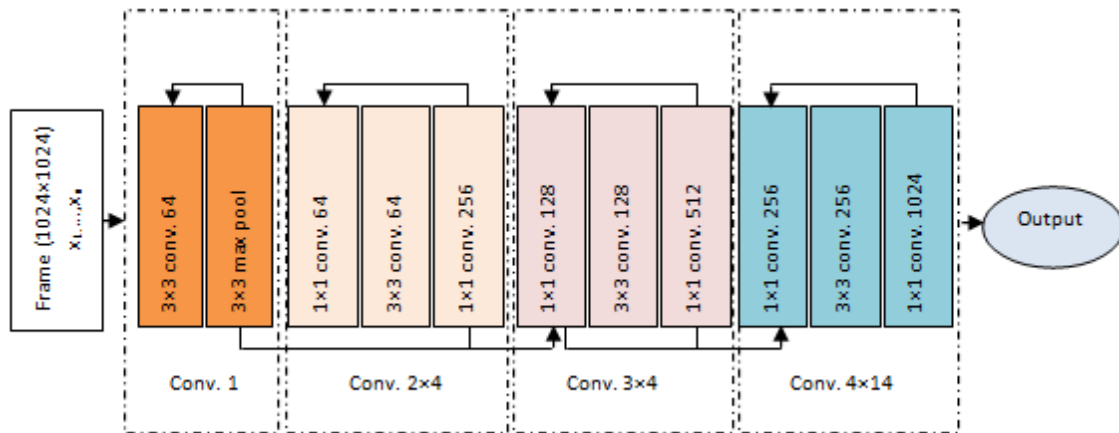 Frame (1024×1024)
x₁,…,xₙ
3×3 conv. 64
3×3 max pool
1×1 conv. 64
3×3 conv. 64
1×1 conv. 256
1×1 conv. 128
3×3 conv. 128
1×1 conv. 512
1×1 conv. 256
3×3 conv. 256
1×1 conv. 1024
Output
Conv. 1
Conv. 2×4
Conv. 3×4
Conv. 4×14